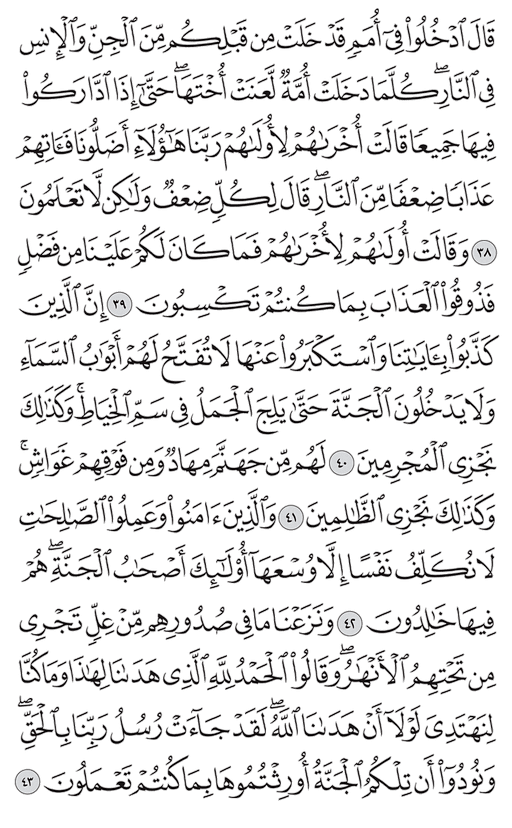 قَالَ ٱدۡخُلُواْ فِيٓ أُمَمٖ قَدۡ خَلَتۡ مِن قَبۡلِكُم مِّنَ ٱلۡجِنِّ وَٱلۡإِنسِ
فِي ٱلنَّارِۖ كُلَّمَا دَخَلَتۡ أُمَّةٞ لَّعَنَتۡ أُخۡتَهَاۖ حَتَّىٰٓ إِذَا ٱدَّارَكُواْ
فِيهَا جَمِيعٗا قَالَتۡ أُخۡرَىٰهُمۡ لِأُولَىٰهُمۡ رَبَّنَا هَٰٓؤُلَآءِ أَضَلُّونَا فَـَٔاتِهِمۡ
عَذَابٗا ضِعۡفٗا مِّنَ ٱلنَّارِۖ قَالَ لِكُلّٖ ضِعۡفٞ وَلَٰكِن لَّا تَعۡلَمُونَ
٣٨ وَقَالَتۡ أُولَىٰهُمۡ لِأُخۡرَىٰهُمۡ فَمَا كَانَ لَكُمۡ عَلَيۡنَا مِن فَضۡلٖ
فَذُوقُواْ ٱلۡعَذَابَ بِمَا كُنتُمۡ تَكۡسِبُونَ ٣٩ إِنَّ ٱلَّذِينَ
كَذَّبُواْ بِـَٔايَٰتِنَا وَٱسۡتَكۡبَرُواْ عَنۡهَا لَا تُفَتَّحُ لَهُمۡ أَبۡوَٰبُ ٱلسَّمَآءِ
وَلَا يَدۡخُلُونَ ٱلۡجَنَّةَ حَتَّىٰ يَلِجَ ٱلۡجَمَلُ فِي سَمِّ ٱلۡخِيَاطِۚ وَكَذَٰلِكَ
نَجۡزِي ٱلۡمُجۡرِمِينَ ٤٠ لَهُم مِّن جَهَنَّمَ مِهَادٞ وَمِن فَوۡقِهِمۡ غَوَاشٖۚ
وَكَذَٰلِكَ نَجۡزِي ٱلظَّٰلِمِينَ ٤١ وَٱلَّذِينَ ءَامَنُواْ وَعَمِلُواْ ٱلصَّٰلِحَٰتِ
لَا نُكَلِّفُ نَفۡسًا إِلَّا وُسۡعَهَآ أُوْلَٰٓئِكَ أَصۡحَٰبُ ٱلۡجَنَّةِۖ هُمۡ
فِيهَا خَٰلِدُونَ ٤٢ وَنَزَعۡنَا مَا فِي صُدُورِهِم مِّنۡ غِلّٖ تَجۡرِي
مِن تَحۡتِهِمُ ٱلۡأَنۡهَٰرُۖ وَقَالُواْ ٱلۡحَمۡدُ لِلَّهِ ٱلَّذِي هَدَىٰنَا لِهَٰذَا وَمَا كُنَّا
لِنَهۡتَدِيَ لَوۡلَآ أَنۡ هَدَىٰنَا ٱللَّهُۖ لَقَدۡ جَآءَتۡ رُسُلُ رَبِّنَا بِٱلۡحَقِّۖ
وَنُودُوٓاْ أَن تِلۡكُمُ ٱلۡجَنَّةُ أُورِثۡتُمُوهَا بِمَا كُنتُمۡ تَعۡمَلُونَ ٤٣